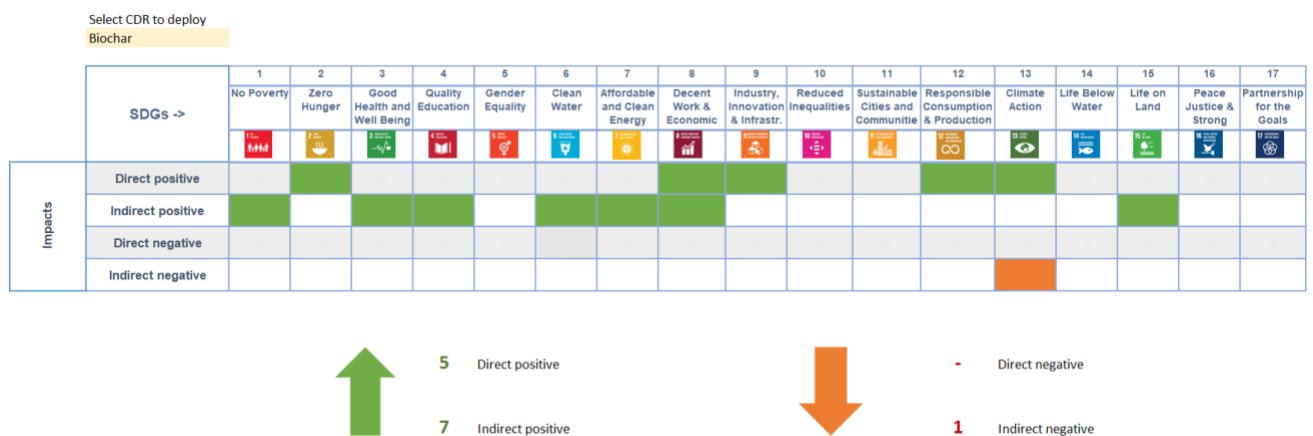 Select CDR to deploy
Biochar
1 2 3 4 5 6 7 8 9 10 11 12 13 14 15 16 17
SDGs ->
No Poverty
Zero
Hunger
Good
Health and
Well Being
Quality
Education
Gender
Equality
Clean
Water
Affordable
and Clean
Energy
Decent
Work &
Economic
Industry,
Innovation
& Infrastr.
Reduced
Inequalities
Sustainable
Cities and
Communitie
Responsible
Consumption
& Production
Climate
Action
Life Below
Water
Life on
Land
Peace
Justice &
Strong
Partnership
for the
Goals
Impacts
Direct positive
Indirect positive
Direct negative
Indirect negative
5 Direct positive
- Direct negative
7 Indirect positive
1 Indirect negative